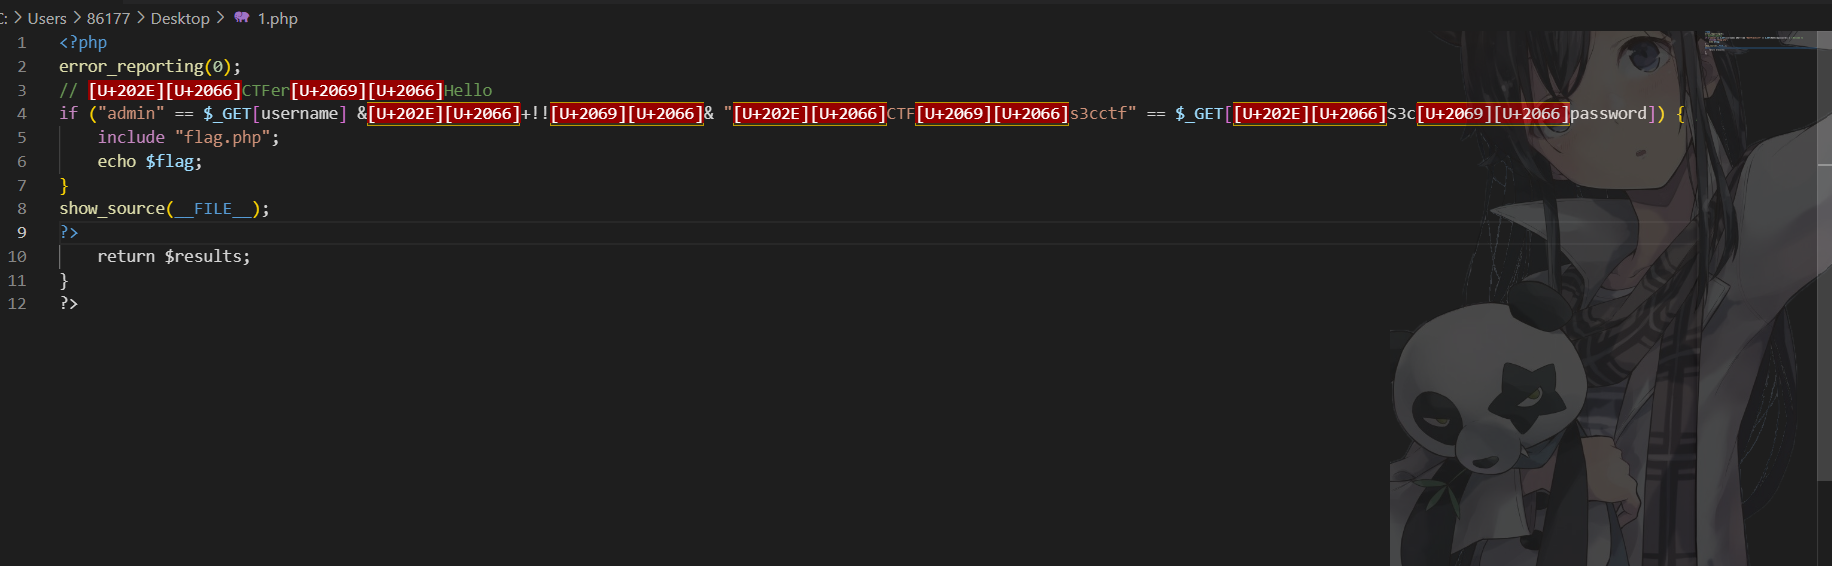 C: > Users > 86177 > Desktop > 1.php
1 <?php
2 error_reporting(0);
3 // [U+202E][U+2066]CTFer[U+2069][U+2066]Hello
4 if ("admin" == $_GET[username] &[U+202E][U+2066]+!![U+2069][U+2066]& "[U+202E][U+2066]CTF[U+2069][U+2066]s3cctf" == $_GET[[U+202E][U+2066]S3c[U+2069][U+2066]password]) {
5     include "flag.php";
6     echo $flag;
7 }
8 show_source(__FILE__);
9 ?>
10     return $results;
11 }
12 ?>